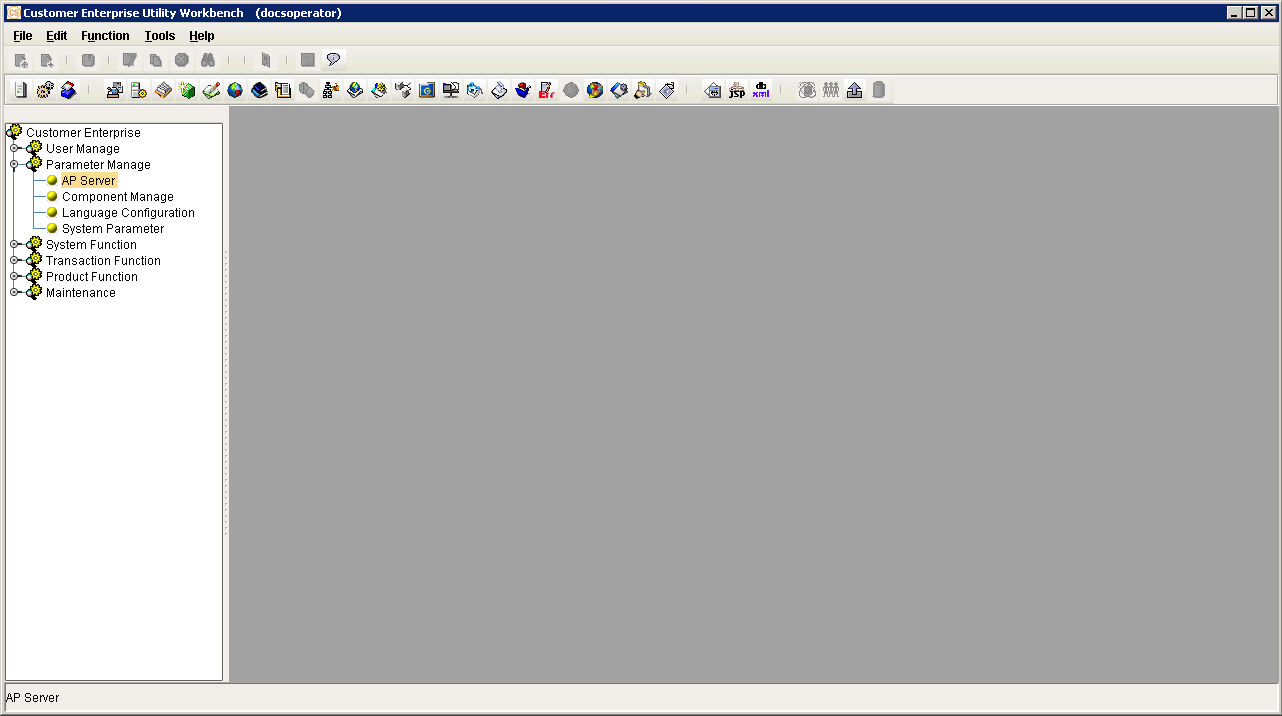 Customer Enterprise Utility Workbench (docsoperator)
File Edit Function Tools Help
jsp
db
xml
Customer Enterprise
User Manage
Parameter Manage
AP Server
Component Manage
Language Configuration
System Parameter
System Function
Transaction Function
Product Function
Maintenance
AP Server